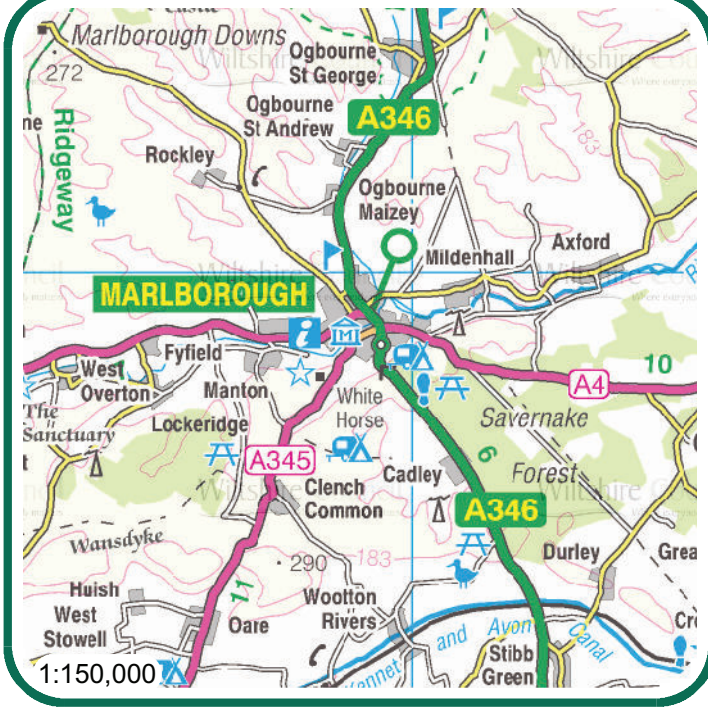 Castle
Marlborough Downs
272
Ogbourne
St George
Ogbourne
St Andrew
A346
183
Ridgeway
Rockley
Ogbourne
Maizey
Mildenhall
Axford
MARLBOROUGH
i
M
West
Overton
Fyfield
Manton
White
Horse
10
A4
The
Sanctuary
Lockeridge
Savernake
Forest
6
A345
Clench
Common
Cadley
A346
Wansdyke
290
183
Durley
Huish
West
Stowell
11
Oare
Wootton
Rivers
Kennet and Avon Canal
Stibb
Green
1:150,000
Wiltshire Council